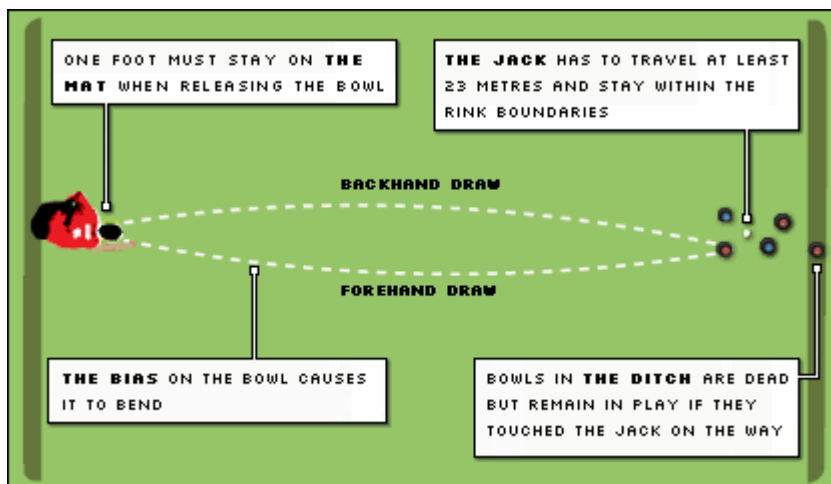 ONE FOOT MUST STAY ON THE
MAT WHEN RELEASING THE BOWL
THE JACK HAS TO TRAVEL AT LEAST
23 METRES AND STAY WITHIN THE
RINK BOUNDARIES
BACKHAND DRAW
FOREHAND DRAW
THE BIAS ON THE BOWL CAUSES
IT TO BEND
BOWLS IN THE DITCH ARE DEAD
BUT REMAIN IN PLAY IF THEY
TOUCHED THE JACK ON THE WAY